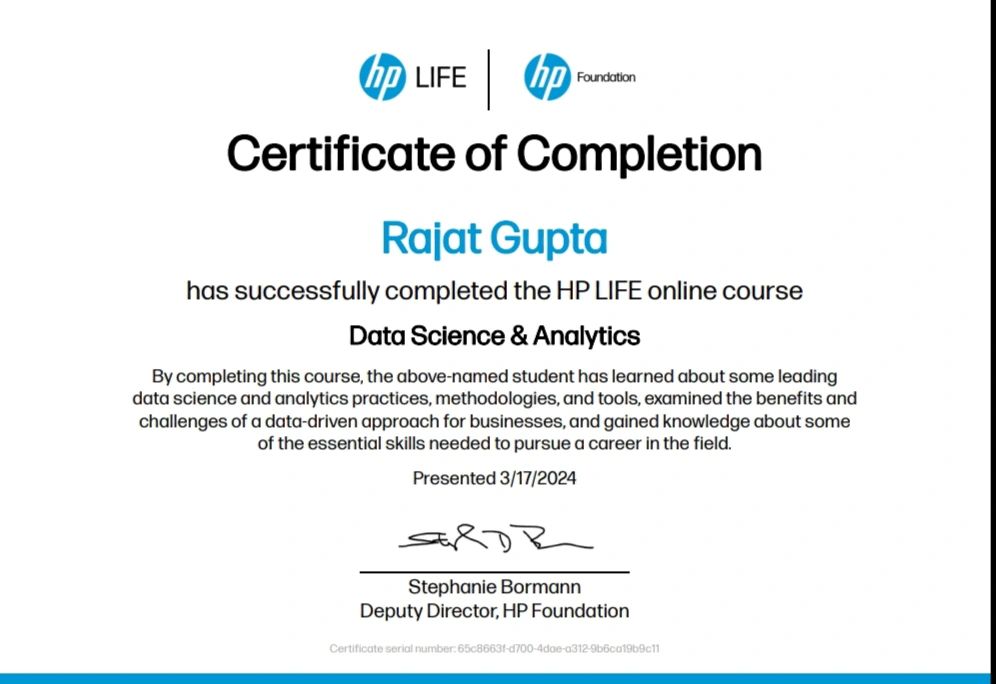 hp LIFE | hp Foundation
Certificate of Completion
Rajat Gupta
has successfully completed the HP LIFE online course
Data Science & Analytics
By completing this course, the above-named student has learned about some leading
data science and analytics practices, methodologies, and tools, examined the benefits and
challenges of a data-driven approach for businesses, and gained knowledge about some
of the essential skills needed to pursue a career in the field.
Presented 3/17/2024
Stephanie Bormann
Deputy Director, HP Foundation
Certificate serial number: 65c8663f-d700-4dae-a312-9b6ca19b9c11